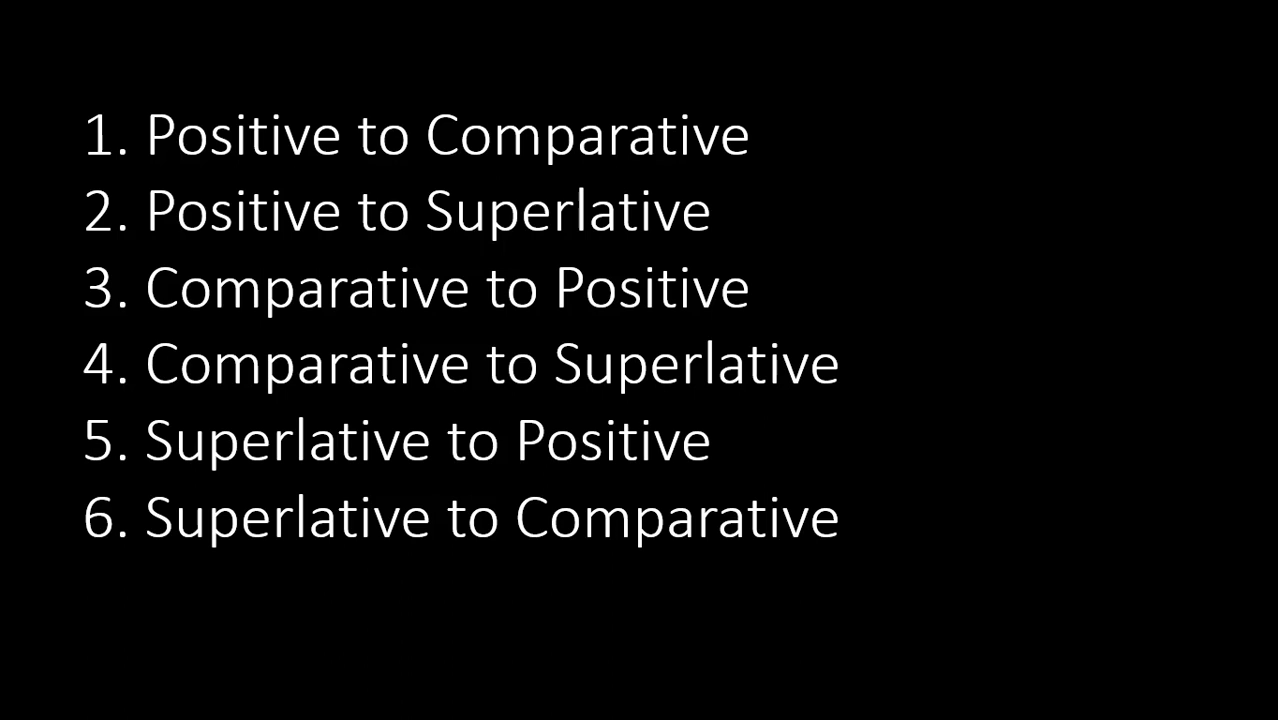 1. Positive to Comparative
2. Positive to Superlative
3. Comparative to Positive
4. Comparative to Superlative
5. Superlative to Positive
6. Superlative to Comparative